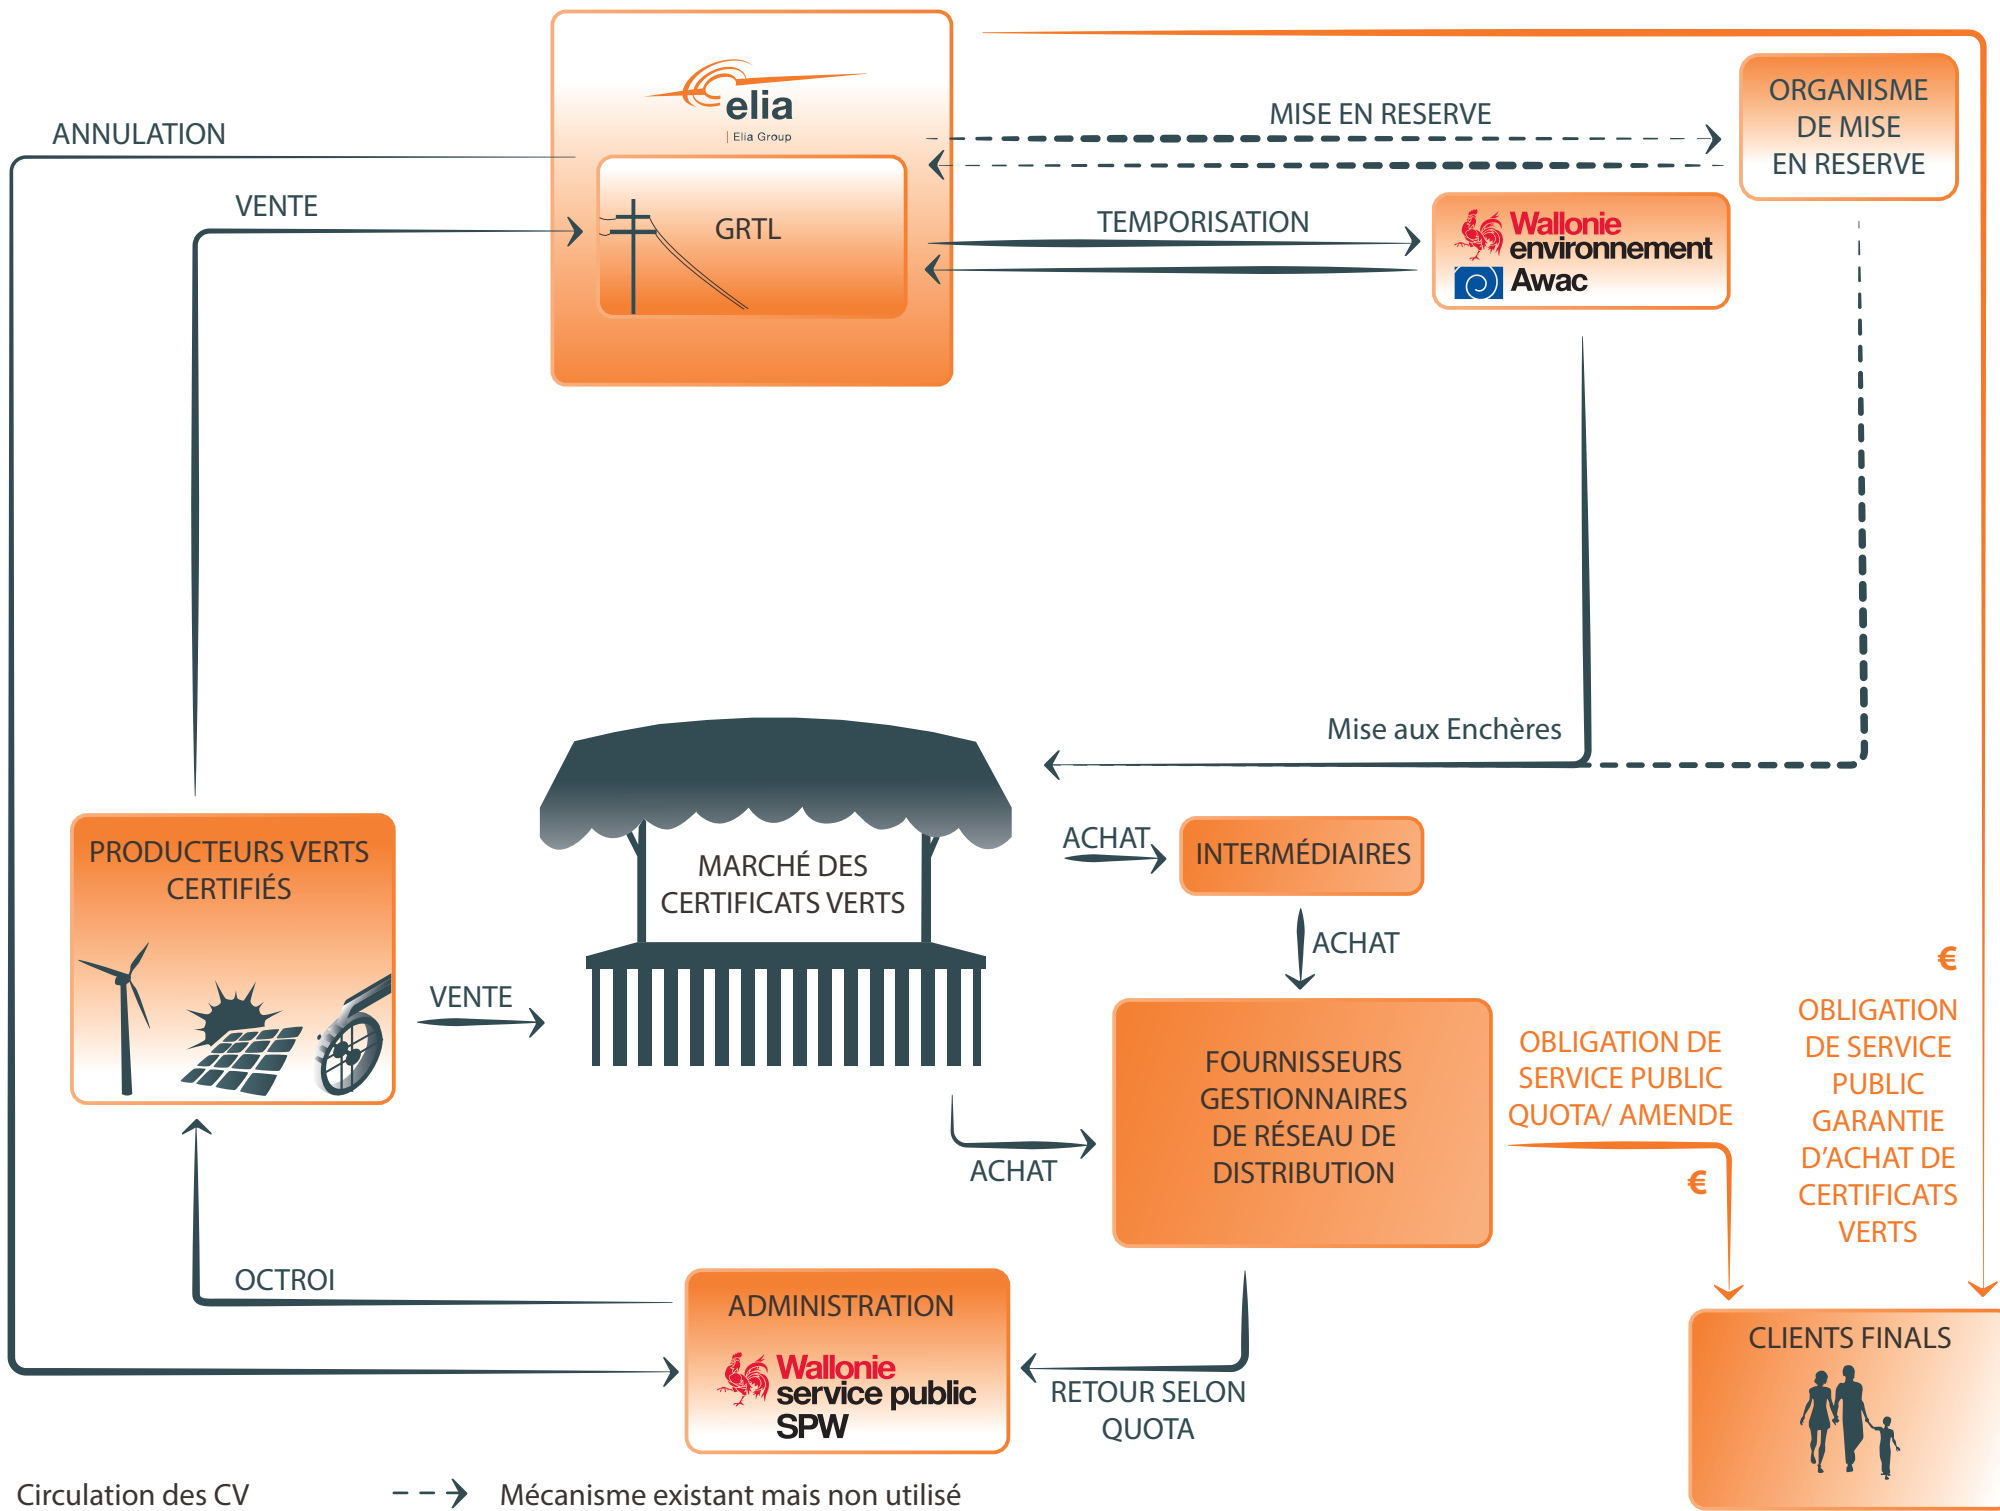 elia
| Elia Group
GRTL
ANNULATION
VENTE
MISE EN RESERVE
ORGANISME
DE MISE
EN RESERVE
TEMPORISATION
Wallonie
environnement
Awac
Mise aux Enchères
PRODUCTEURS VERTS
CERTIFIÉS
VENTE
MARCHÉ DES
CERTIFICATS VERTS
ACHAT
INTERMÉDIAIRES
ACHAT
FOURNISSEURS
GESTIONNAIRES
DE RÉSEAU DE
DISTRIBUTION
ACHAT
OBLIGATION DE
SERVICE PUBLIC
QUOTA/ AMENDE
€
€
OBLIGATION
DE SERVICE
PUBLIC
GARANTIE
D'ACHAT DE
CERTIFICATS
VERTS
OCTROI
ADMINISTRATION
Wallonie
service public
SPW
RETOUR SELON
QUOTA
CLIENTS FINALS
Circulation des CV
Mécanisme existant mais non utilisé